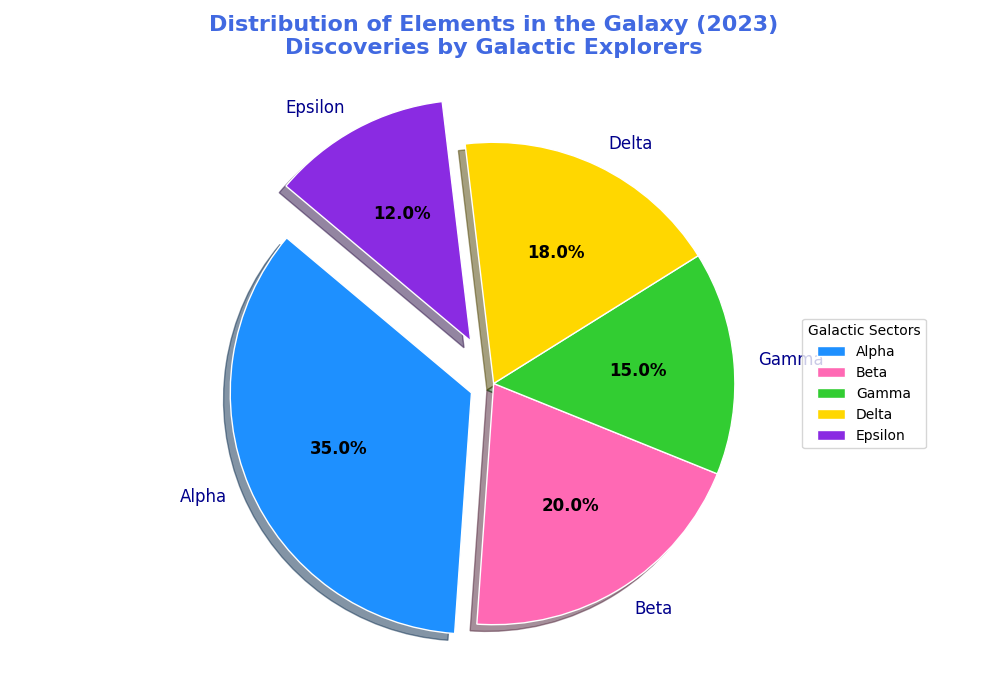 Distribution of Elements in the Galaxy (2023)
Discoveries by Galactic Explorers
Epsilon
Delta
12.0%
18.0%
Gamma
15.0%
35.0%
20.0%
Alpha
Beta
Galactic Sectors
Alpha
Beta
Gamma
Delta
Epsilon